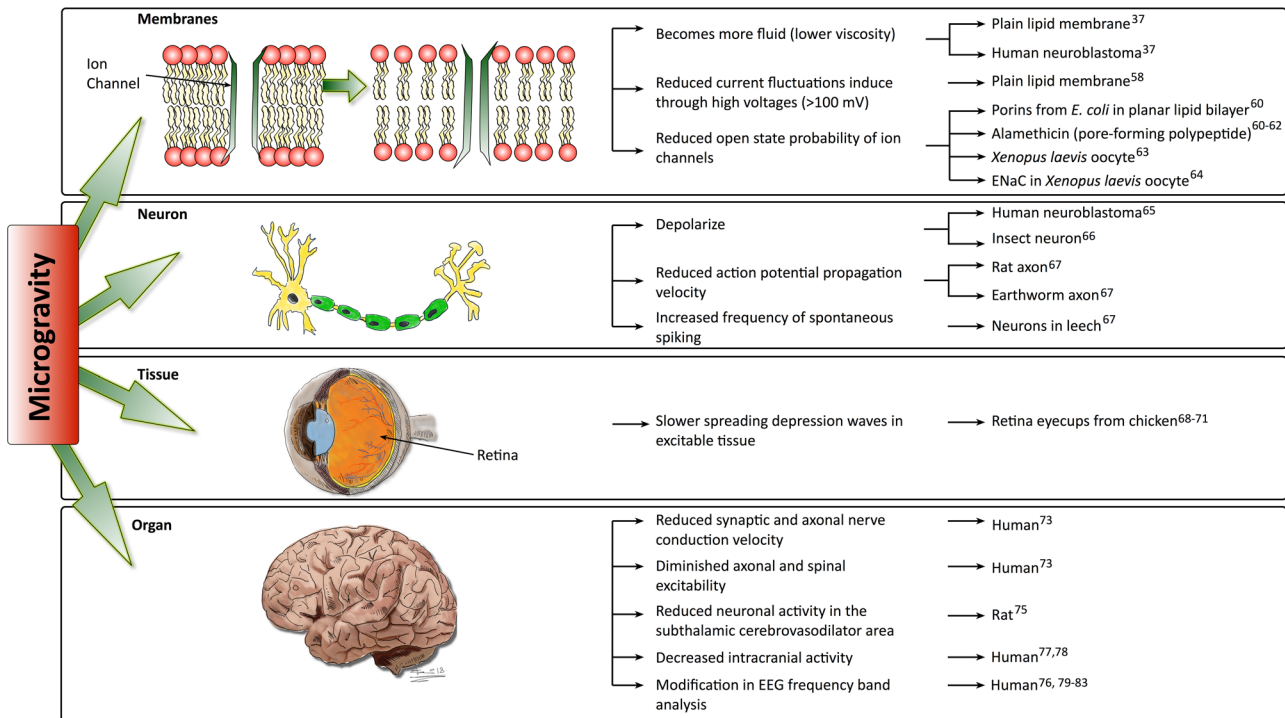 Microgravity
Membranes
Ion
Channel
Becomes more fluid (lower viscosity)
Plain lipid membrane37
Human neuroblastoma37
Reduced current fluctuations induce
through high voltages (>100 mV)
Plain lipid membrane58
Reduced open state probability of ion
channels
Porins from E. coli in planar lipid bilayer60
Alamethicin (pore-forming polypeptide)60-62
Xenopus laevis oocyte63
ENaC in Xenopus laevis oocyte64
Neuron
Depolarize
Human neuroblastoma65
Insect neuron66
Reduced action potential propagation
velocity
Rat axon67
Earthworm axon67
Increased frequency of spontaneous
spiking
Neurons in leech67
Tissue
Retina
Slower spreading depression waves in
excitable tissue
Retina eyecups from chicken68-71
Organ
Reduced synaptic and axonal nerve
conduction velocity
Human73
Diminished axonal and spinal
excitability
Human73
Reduced neuronal activity in the
subthalamic cerebrovasodilator area
Rat75
Decreased intracranial activity
Human77,78
Modification in EEG frequency band
analysis
Human76, 79-83